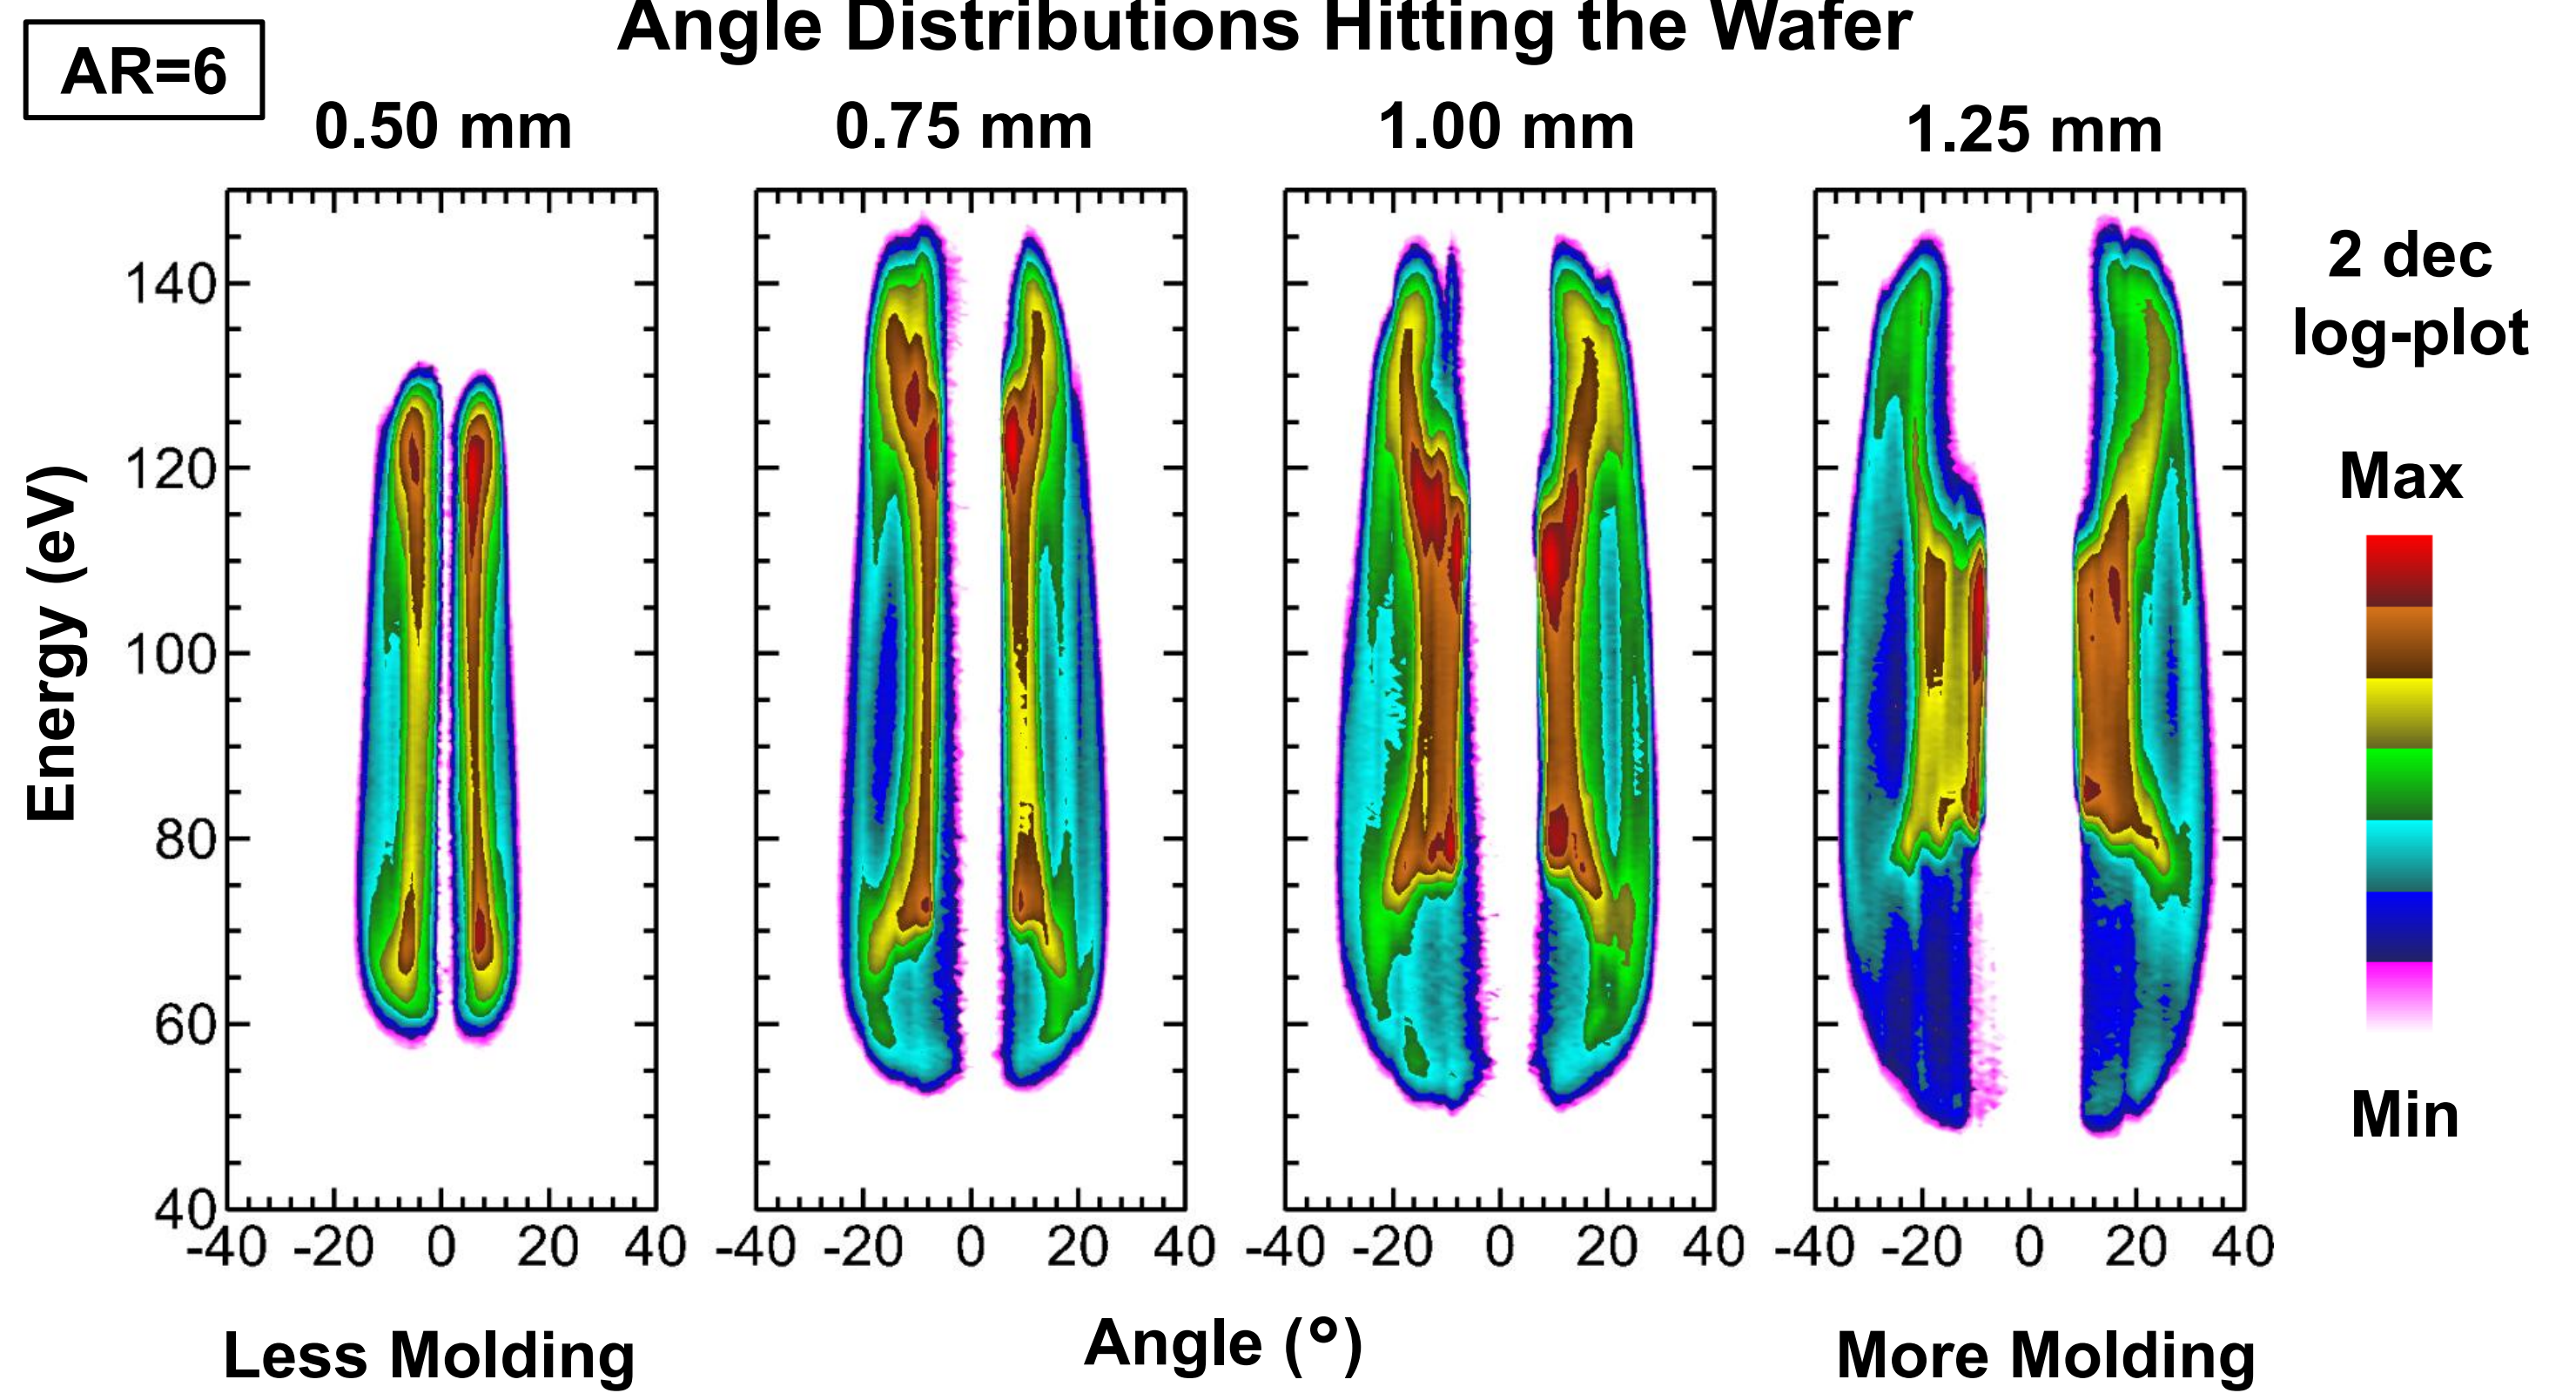 Angle Distributions Hitting the Wafer
AR=6
0.50 mm
0.75 mm
1.00 mm
1.25 mm
Energy (eV)
140
120
100
80
60
40
-40 -20 0 20 40
-40 -20 0 20 40
-40 -20 0 20 40
-40 -20 0 20 40
2 dec
log-plot
Max
Min
Less Molding
Angle (°)
More Molding